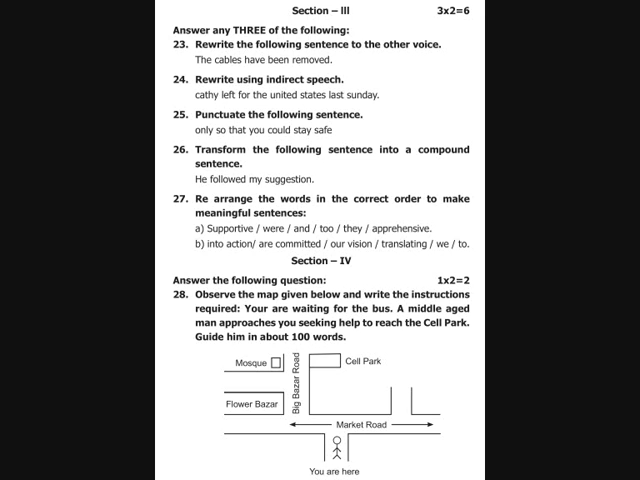 Section – III 3x2=6
Answer any THREE of the following:
23. Rewrite the following sentence to the other voice.
The cables have been removed.
24. Rewrite using indirect speech.
cathy left for the united states last sunday.
25. Punctuate the following sentence.
only so that you could stay safe
26. Transform the following sentence into a compound
sentence.
He followed my suggestion.
27. Re arrange the words in the correct order to make
meaningful sentences:
a) Supportive / were / and / too / they / apprehensive.
b) into action/ are committed / our vision / translating / we / to.
Section – IV
Answer the following question: 1x2=2
28. Observe the map given below and write the instructions
required: Your are waiting for the bus. A middle aged
man approaches you seeking help to reach the Cell Park.
Guide him in about 100 words.
Mosque
Big Bazar Road
Cell Park
Flower Bazar
Market Road
You are here